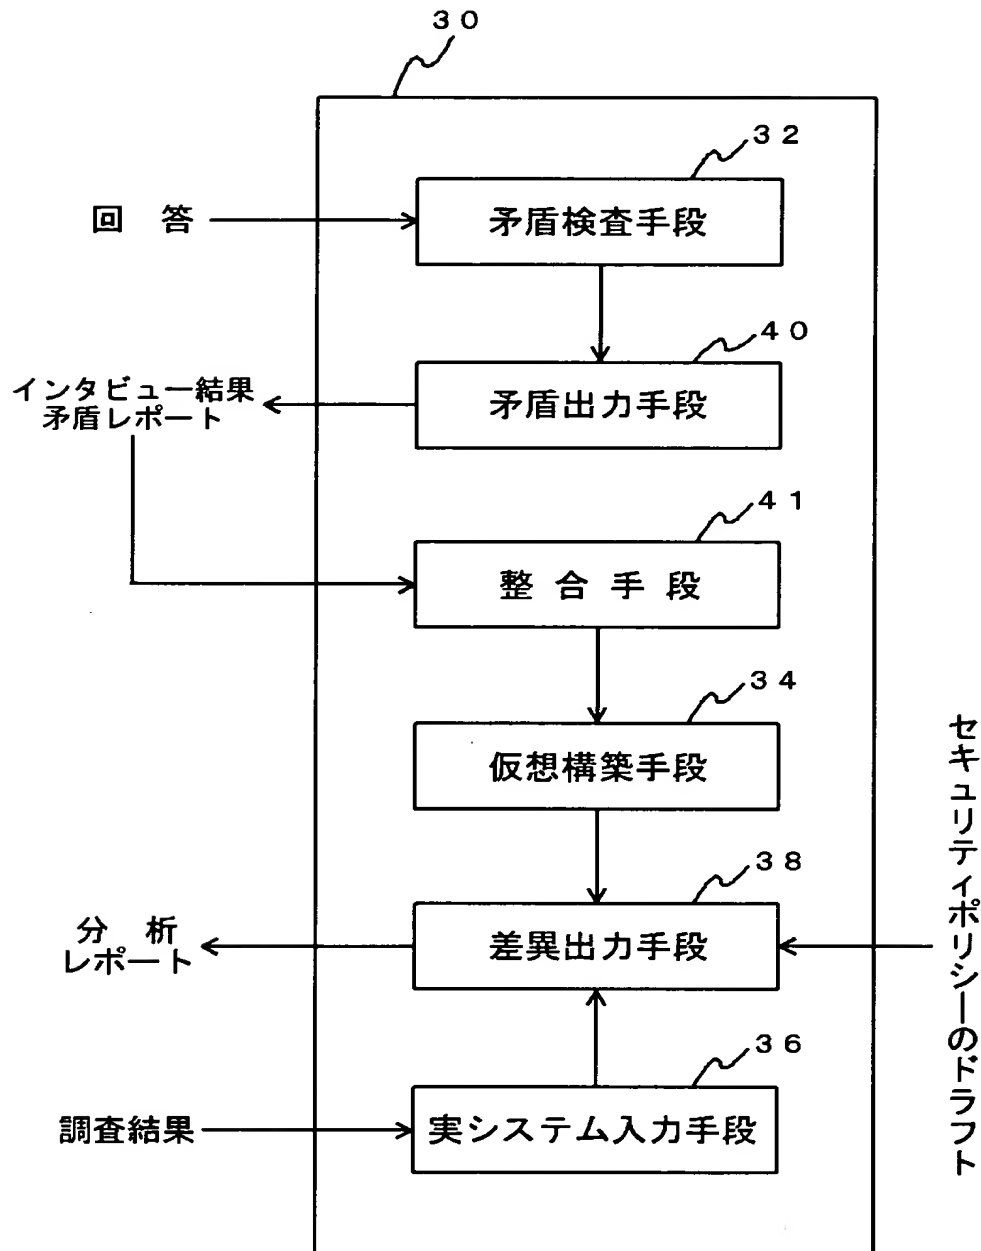 30
32
回 答
矛盾検査手段
40
インタビュー結果
矛盾レポート
矛盾出力手段
41
整合手段
34
仮想構築手段
セキュリティポリシーのドラフト
38
分 析
レポート
差異出力手段
36
調査結果
実システム入力手段